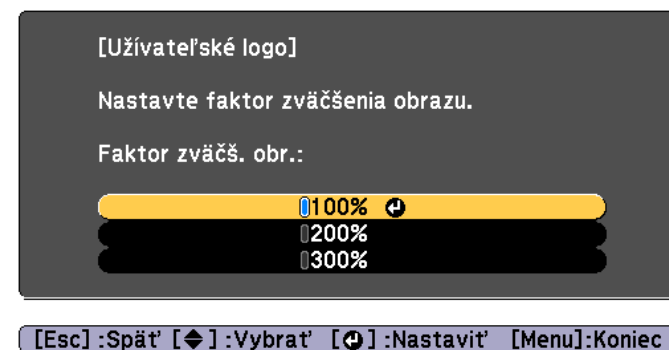 [Užívateľské logo]
Nastavte faktor zväčšenia obrazu.
Faktor zväčš. obr.:
100%
200%
300%
[Esc] :Späť [◆] :Vybrať [↵] :Nastaviť [Menu]:Koniec